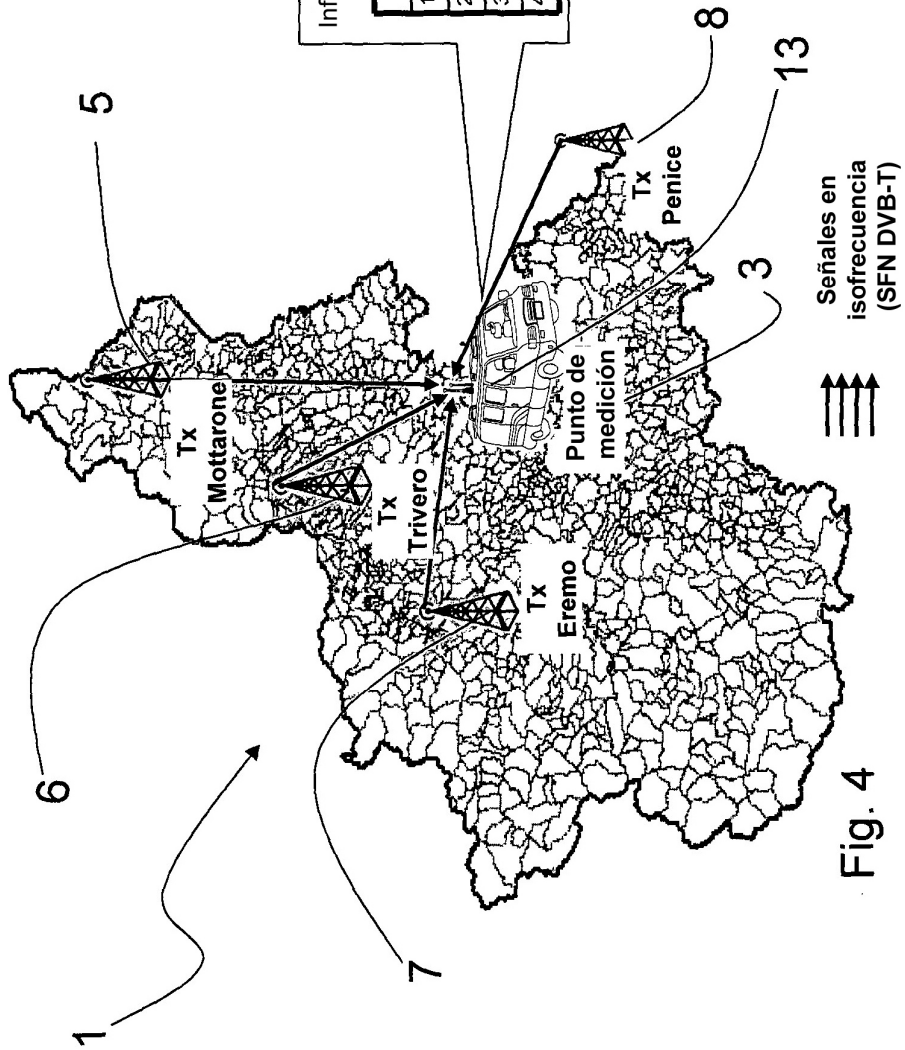 6
5
1
Tx
Mottarone
Tx
Trivero
7
Tx
Eremo
Punto de
medición
Tx
Penice
8
3
13
Señales en
isofrecuencia
(SFN DVB-T)
Fig. 4